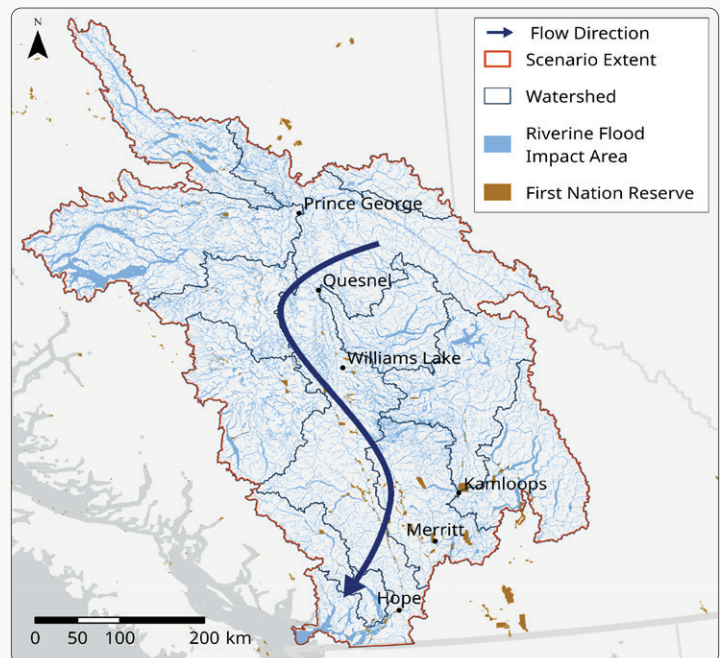 N
Flow Direction
Scenario Extent
Watershed
Riverine Flood
Impact Area
First Nation Reserve
Prince George
Quesnel
Williams Lake
Kamloops
Merritt
Hope
0 50 100 200 km